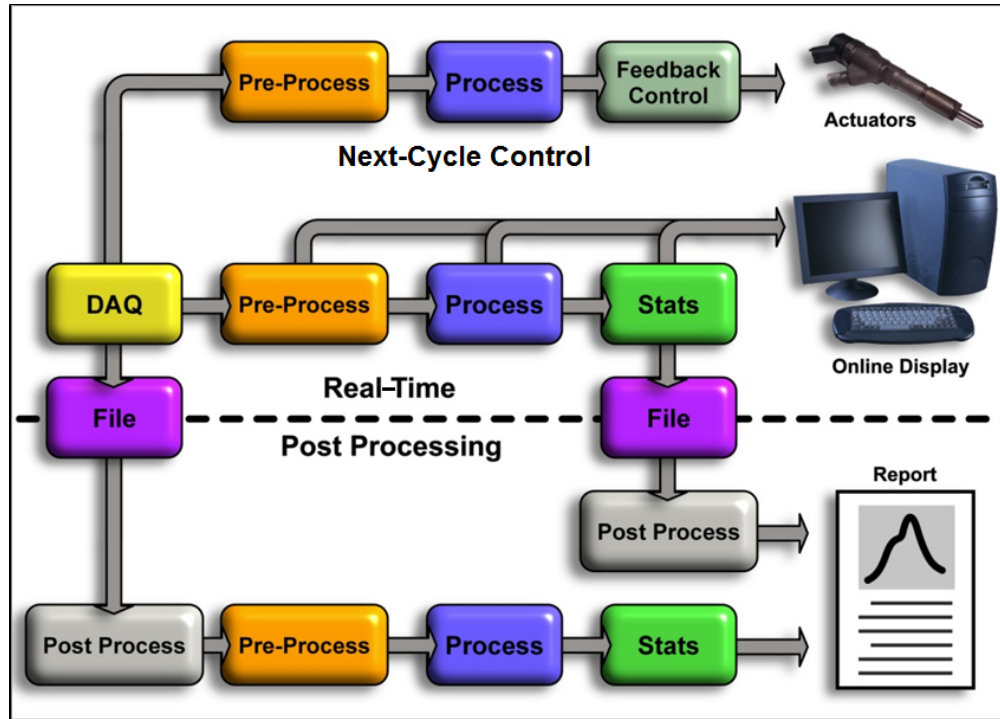 Pre-Process
Process
Feedback
Control
Actuators
Next-Cycle Control
DAQ
Pre-Process
Process
Stats
Online Display
File
Real-Time
File
Post Processing
Report
Post Process
Post Process
Pre-Process
Process
Stats